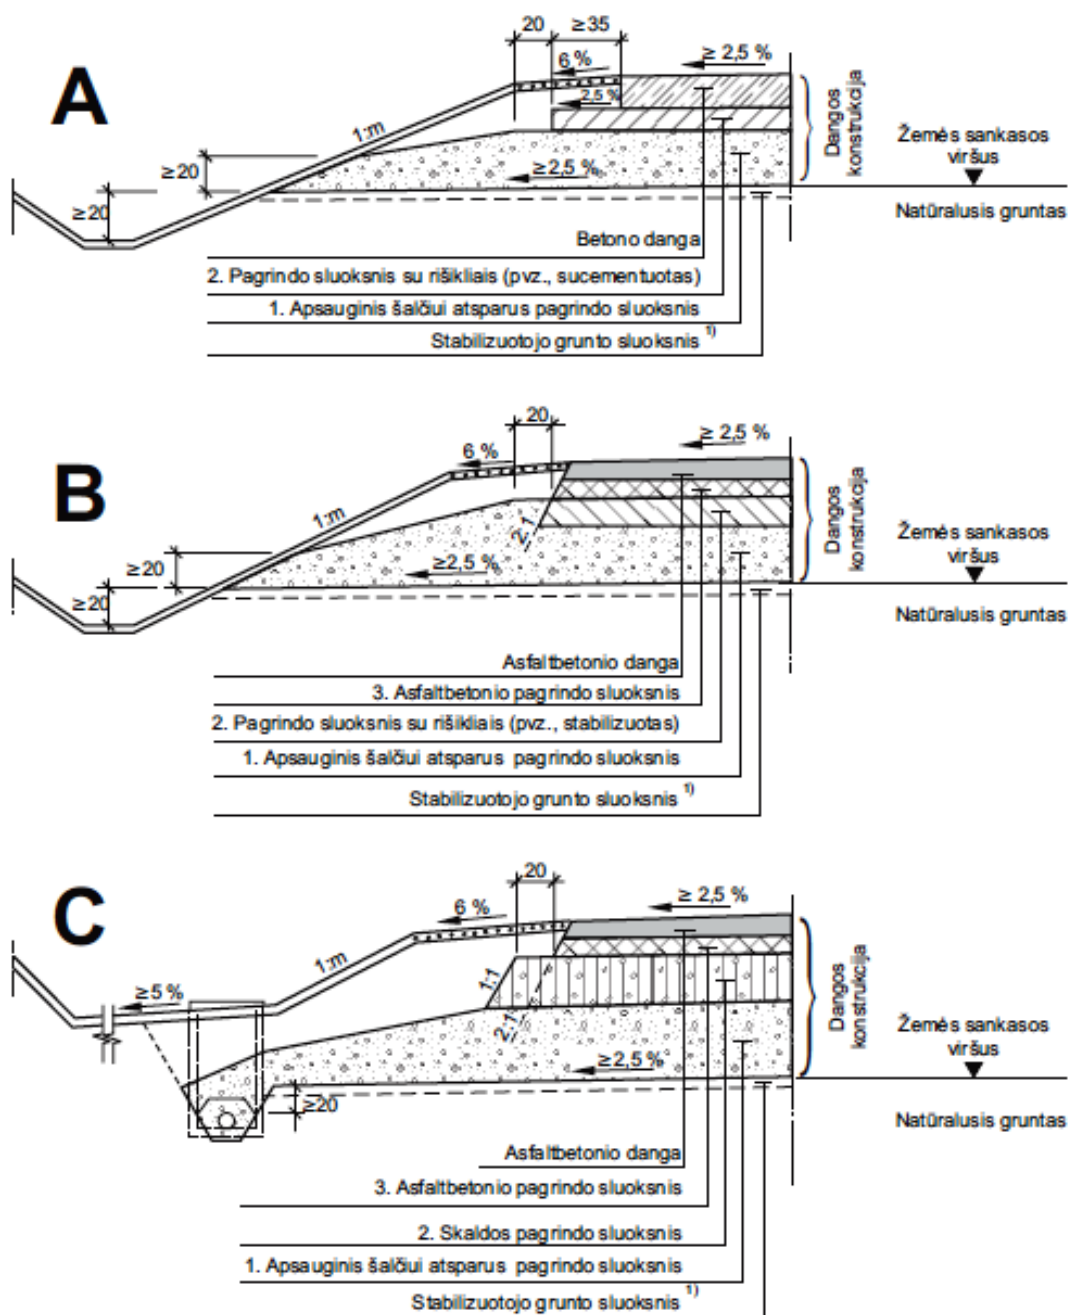 A
20 ≥35
6 %
≥ 2,5 %
2,5 %
1:m
≥20
≥2,5 %
≥20
Dangos konstrukcija
Žemės sankasos
viršus
Natūralusis gruntas
Betono danga
2. Pagrindo sluoksnis su rišikliais (pvz., sucementuotas)
1. Apsauginis šalčiui atsparus pagrindo sluoksnis
Stabilizuotojo grunto sluoksnis 1)
B
20
6 %
≥ 2,5 %
1:m
2:1
≥20
≥2,5 %
≥20
Dangos konstrukcija
Žemės sankasos
viršus
Natūralusis gruntas
Asfaltbetonio danga
3. Asfaltbetonio pagrindo sluoksnis
2. Pagrindo sluoksnis su rišikliais (pvz., stabilizuotas)
1. Apsauginis šalčiui atsparus pagrindo sluoksnis
Stabilizuotojo grunto sluoksnis 1)
C
20
6 %
≥ 2,5 %
1:m
1:1
2:1
≥5 %
≥2,5 %
≥20
Dangos konstrukcija
Žemės sankasos
viršus
Natūralusis gruntas
Asfaltbetonio danga
3. Asfaltbetonio pagrindo sluoksnis
2. Skaldos pagrindo sluoksnis
1. Apsauginis šalčiui atsparus pagrindo sluoksnis
Stabilizuotojo grunto sluoksnis 1)